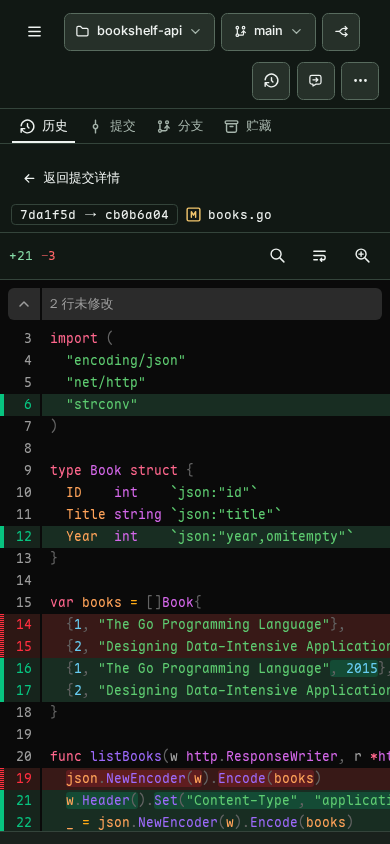 bookshelf-api main
历史 提交 分支 贮藏
← 返回提交详情
7da1f5d → cb0b6a04 M books.go
+21 −3
2 行未修改
3 import (
4 "encoding/json"
5 "net/http"
6 "strconv"
7 )
8
9 type Book struct {
10 ID int `json:"id"`
11 Title string `json:"title"`
12 Year int `json:"year,omitempty"`
13 }
14
15 var books = []Book{
14 {1, "The Go Programming Language"},
15 {2, "Designing Data-Intensive Application
16 {1, "The Go Programming Language", 2015},
17 {2, "Designing Data-Intensive Application
18 }
19
20 func listBooks(w http.ResponseWriter, r *ht
19 json.NewEncoder(w).Encode(books)
21 w.Header().Set("Content-Type", "applicati
22 _ = json.NewEncoder(w).Encode(books)